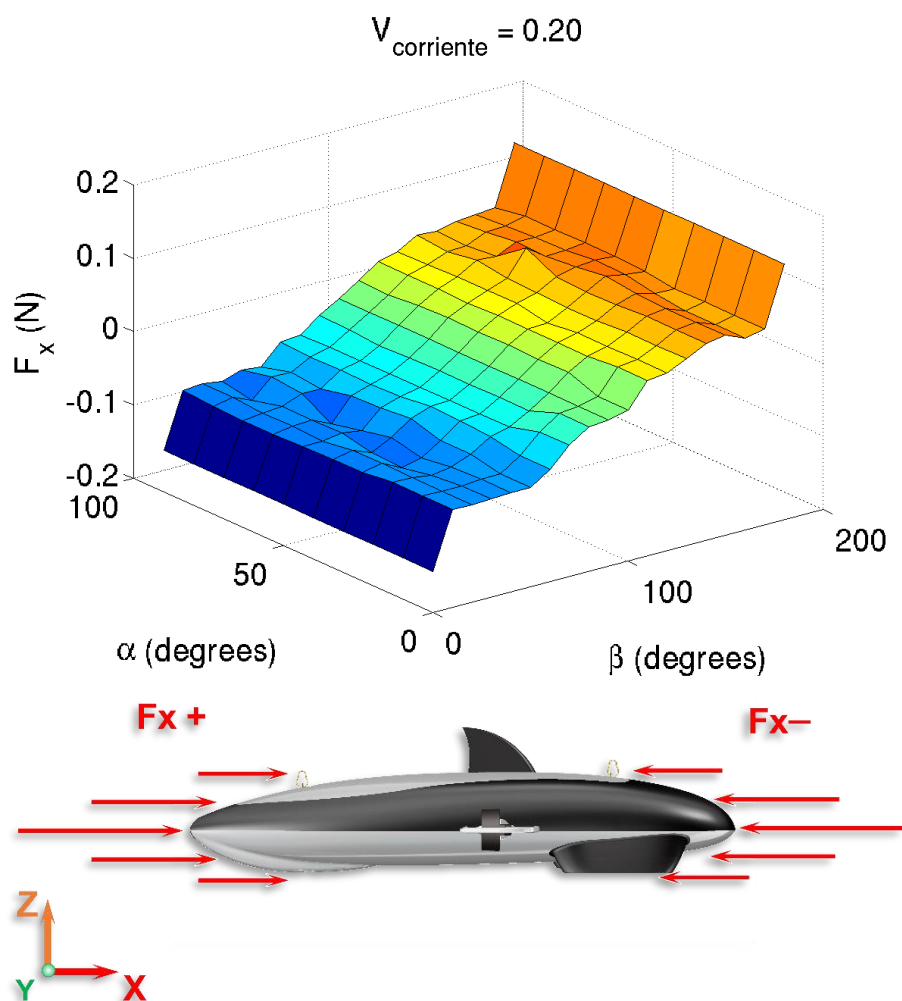 V_corriente = 0.20
F_x (N)
0.2
0.1
0
-0.1
-0.2
100
50
0
0
100
200
α (degrees)
β (degrees)
Fx +
Fx−
Z
Y
X